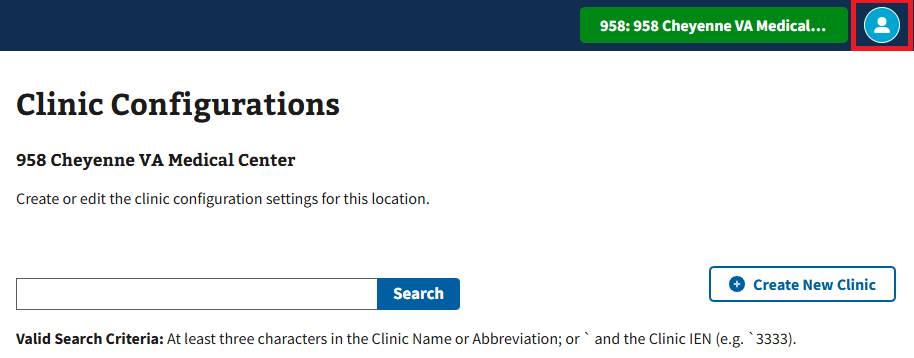 958: 958 Cheyenne VA Medical...
Clinic Configurations
958 Cheyenne VA Medical Center
Create or edit the clinic configuration settings for this location.
Search
Create New Clinic
Valid Search Criteria: At least three characters in the Clinic Name or Abbreviation; or ` and the Clinic IEN (e.g. `3333).